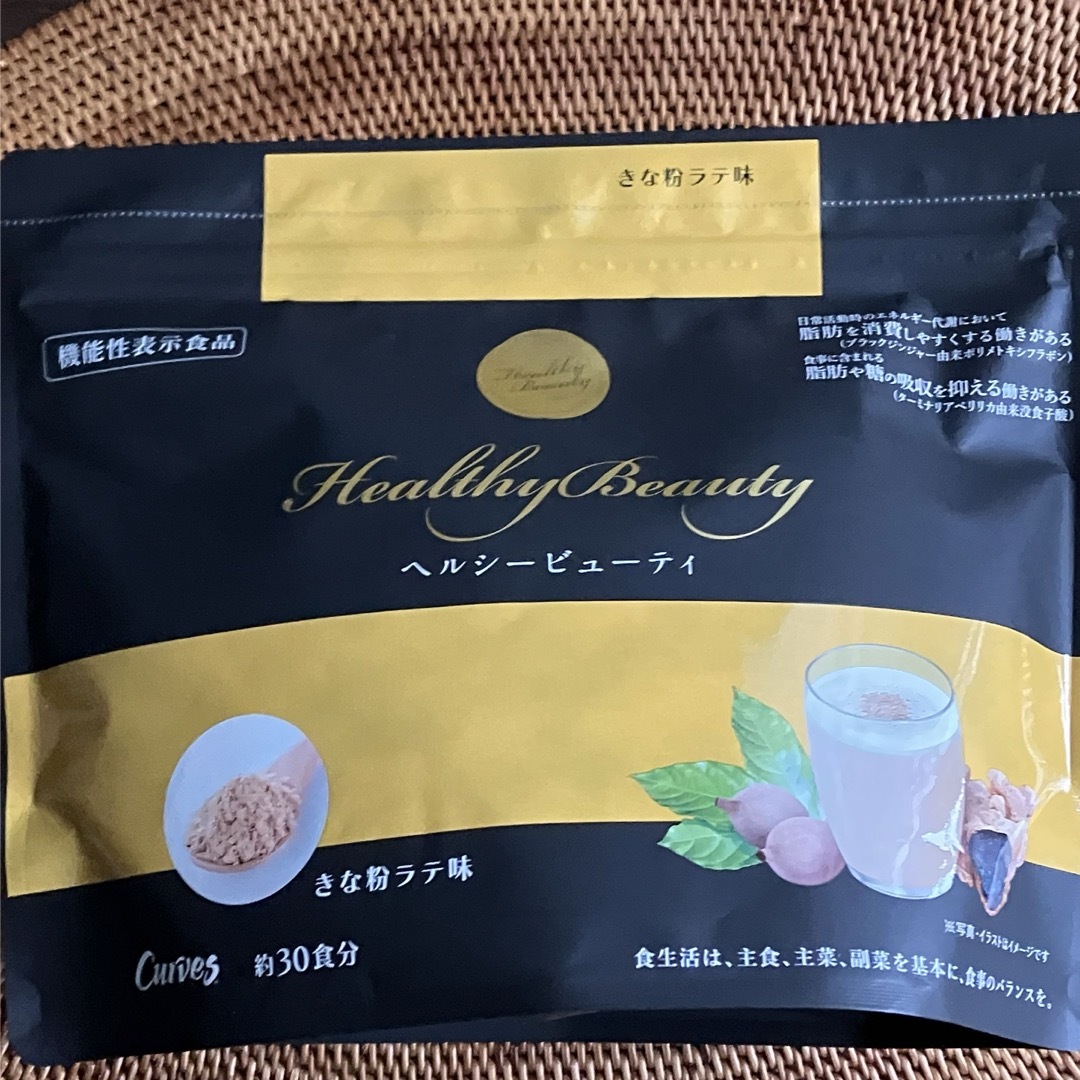 きな粉ラテ味
機能性表示食品
日常活動時のエネルギー代謝において
脂肪を消費しやすくする働きがある
(ブラックジンジャー由来ポリメトキシフラボン)
食事に含まれる
脂肪や糖の吸収を抑える働きがある
(ターミナリアベリリカ由来没食子酸)
Healthy
Beauty
Healthy Beauty
ヘルシービューティ
きな粉ラテ味
※写真・イラストはイメージです
Curves
約30食分
食生活は、主食、主菜、副菜を基本に、食事のバランスを。